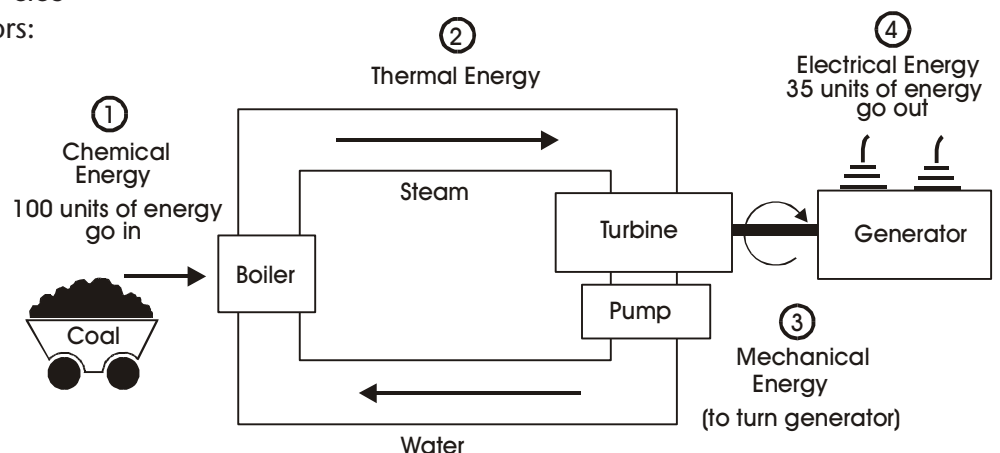 ors:
①
Chemical
Energy
100 units of energy
go in
Coal
Boiler
②
Thermal Energy
Steam
Water
Turbine
Pump
③
Mechanical
Energy
(to turn generator)
④
Electrical Energy
35 units of energy
go out
Generator